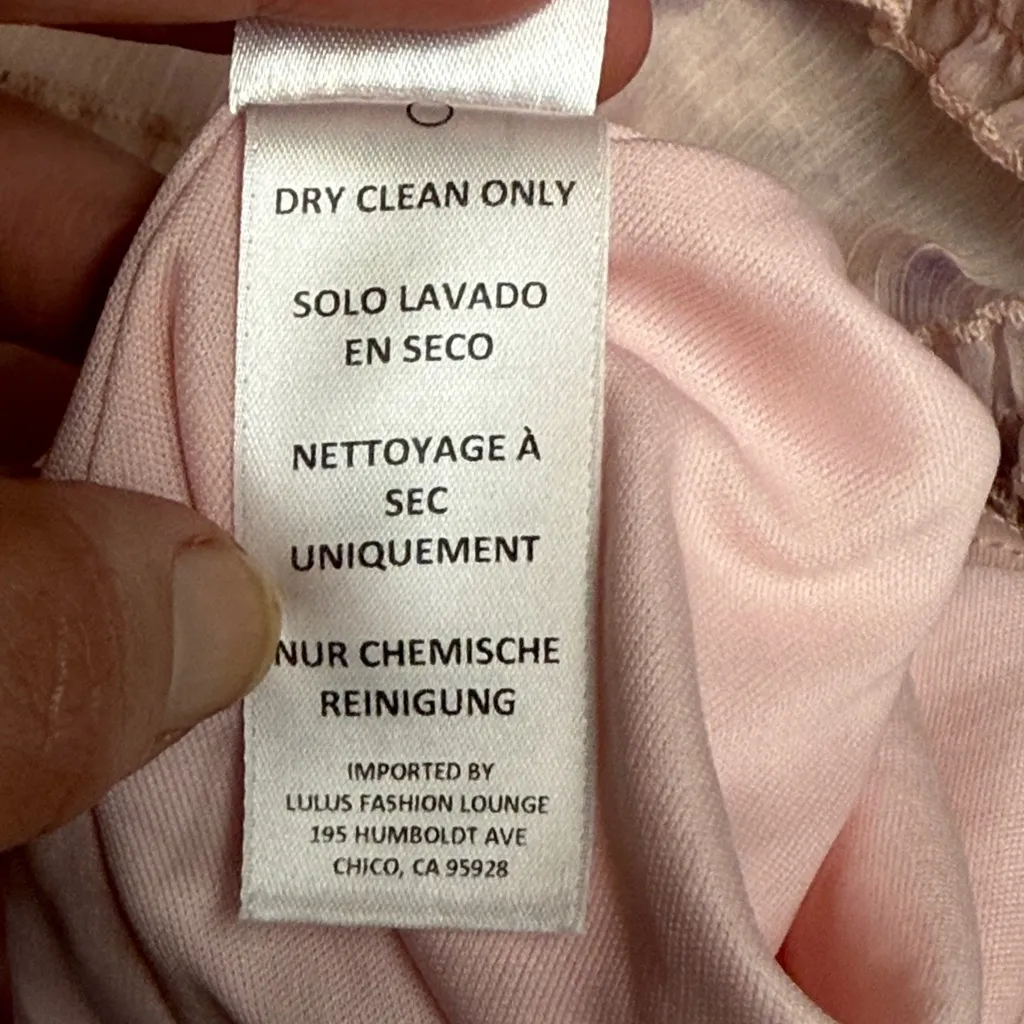 DRY CLEAN ONLY
SOLO LAVADO
EN SECO
NETTOYAGE À
SEC
UNIQUEMENT
NUR CHEMISCHE
REINIGUNG
IMPORTED BY
LULUS FASHION LOUNGE
195 HUMBOLDT AVE
CHICO, CA 95928